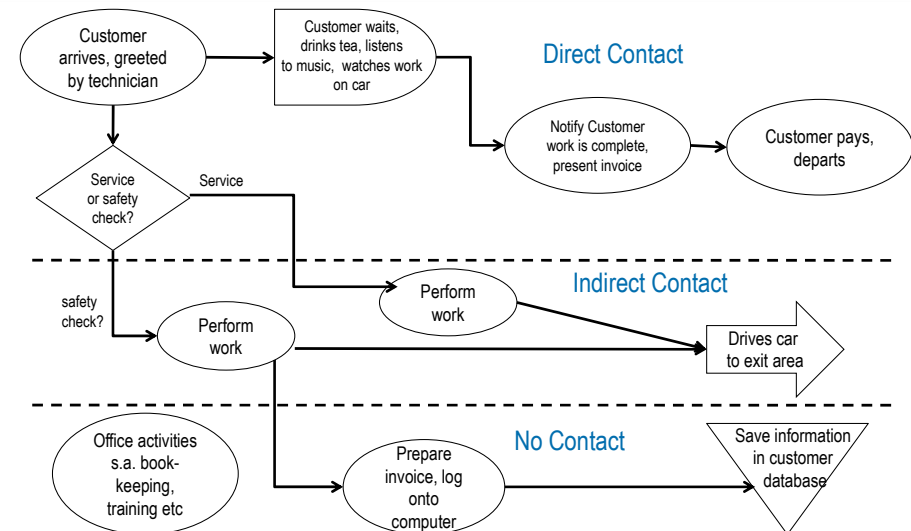 Customer
arrives, greeted
by technician
Customer waits,
drinks tea, listens
to music, watches work
on car
Direct Contact
Notify Customer
work is complete,
present invoice
Customer pays,
departs
Service
or safety
check?
Service
Indirect Contact
safety
check?
Perform
work
Perform
work
Drives car
to exit area
No Contact
Office activities
s.a. book-
keeping,
training etc
Prepare
invoice, log
onto
computer
Save information
in customer
database